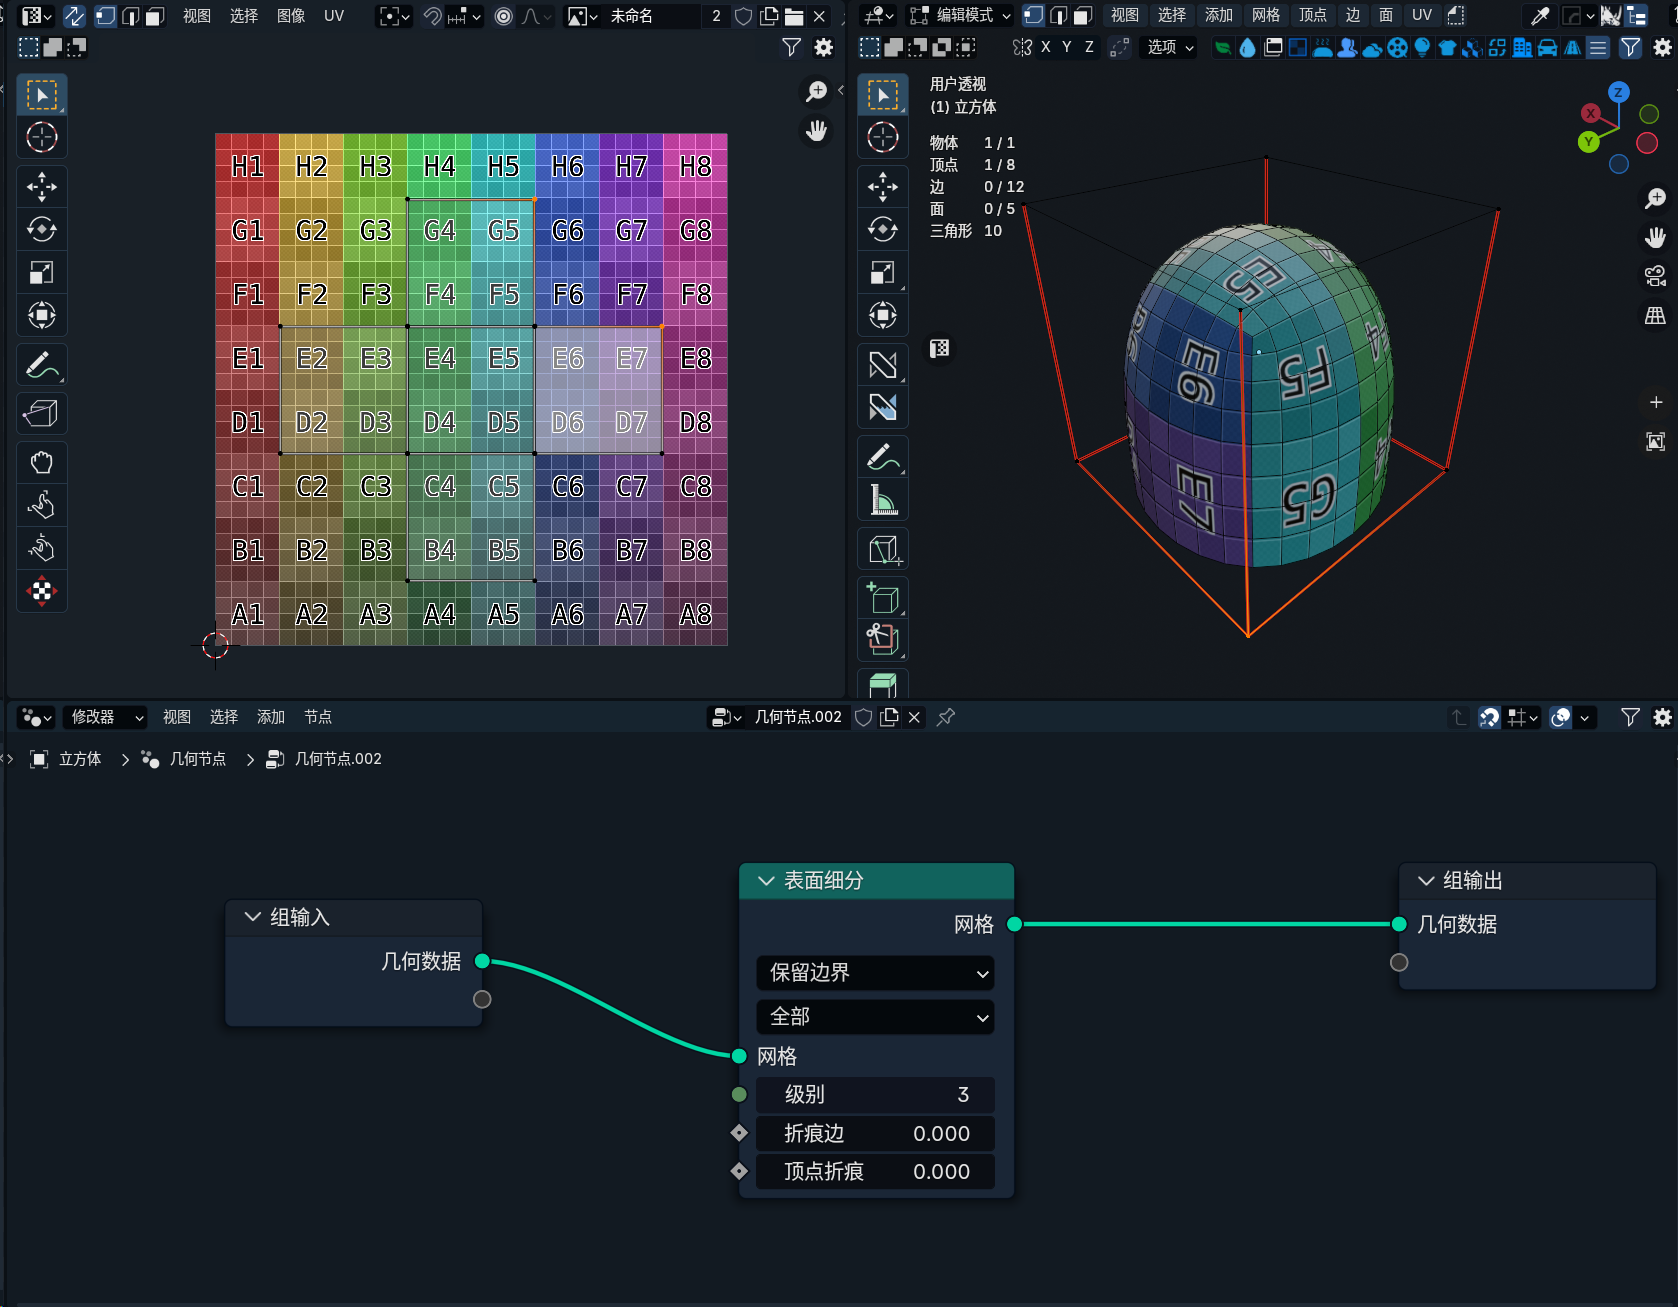 视图 选择 图像 UV 未命名 2
编辑模式 视图 选择 添加 网格 顶点 边 面 UV
X Y Z 选项
用户透视
(1) 立方体
物体 1 / 1
顶点 1 / 8
边 0 / 12
面 0 / 5
三角形 10
Z
X
Y
H1 H2 H3 H4 H5 H6 H7 H8
G1 G2 G3 G4 G5 G6 G7 G8
F1 F2 F3 F4 F5 F6 F7 F8
E1 E2 E3 E4 E5 E6 E7 E8
D1 D2 D3 D4 D5 D6 D7 D8
C1 C2 C3 C4 C5 C6 C7 C8
B1 B2 B3 B4 B5 B6 B7 B8
A1 A2 A3 A4 A5 A6 A7 A8
E5
E6 F5
E7 G5
修改器 视图 选择 添加 节点 几何节点.002
立方体 几何节点 几何节点.002
组输入
几何数据
表面细分
网格
保留边界
全部
网格
级别 3
折痕边 0.000
顶点折痕 0.000
组输出
几何数据